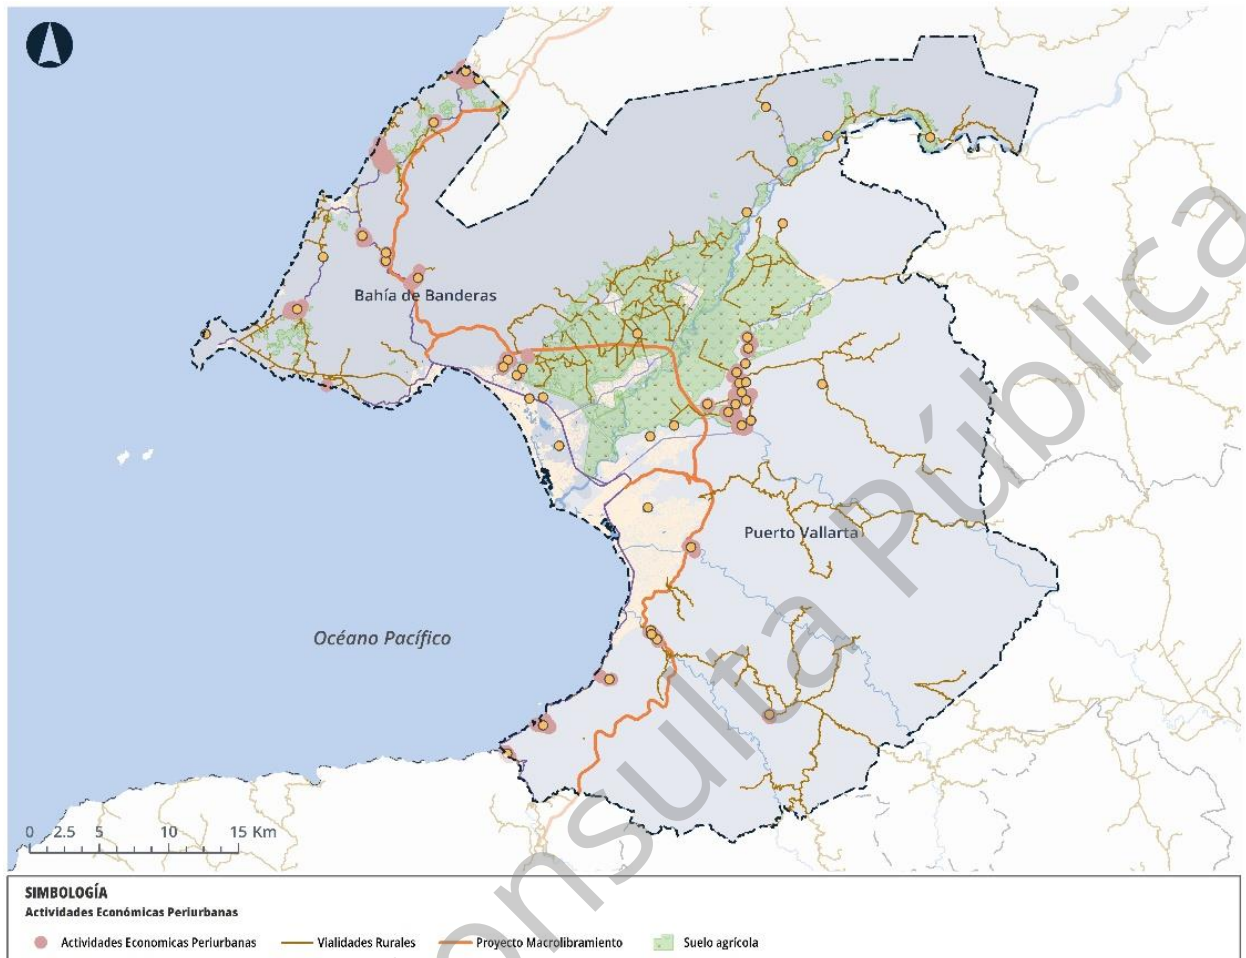 Bahía de Banderas
Puerto Vallarta
Océano Pacífico
0 2.5 5 10 15 Km
Consulta Pública
SIMBOLOGÍA
Actividades Económicas Periurbanas
Actividades Economicas Periurbanas Vialidades Rurales Proyecto Macrolibramiento Suelo agrícola